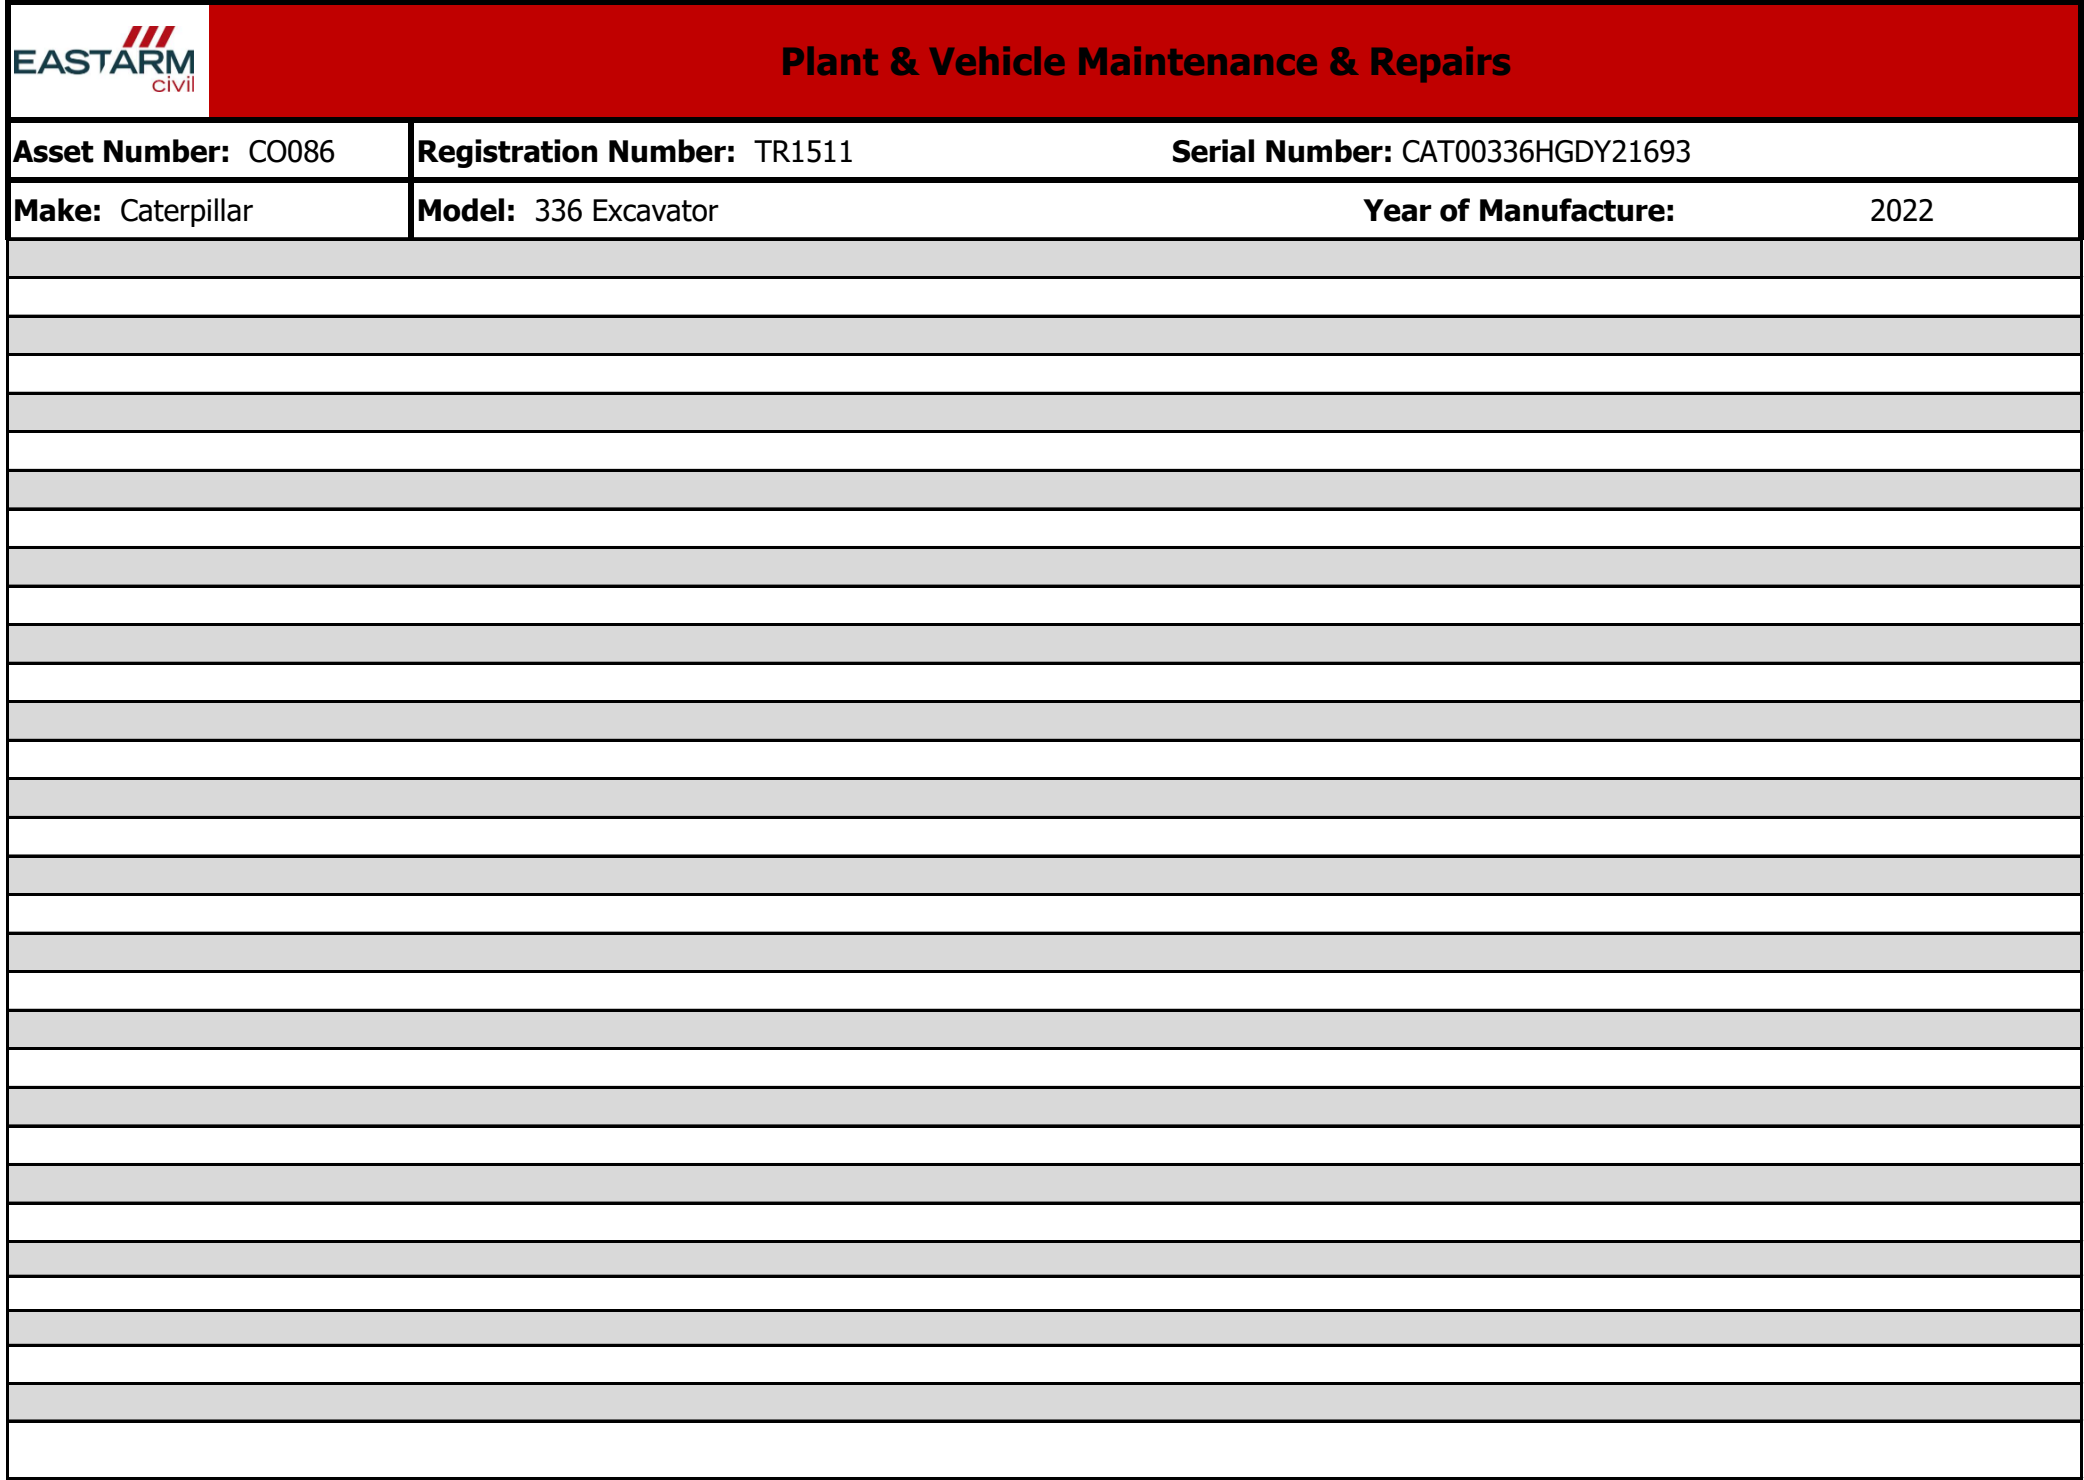 EASTARM
civil
Plant & Vehicle Maintenance & Repairs
Asset Number: CO086 Registration Number: TR1511 Serial Number: CAT00336HGDY21693
Make: Caterpillar Model: 336 Excavator Year of Manufacture: 2022